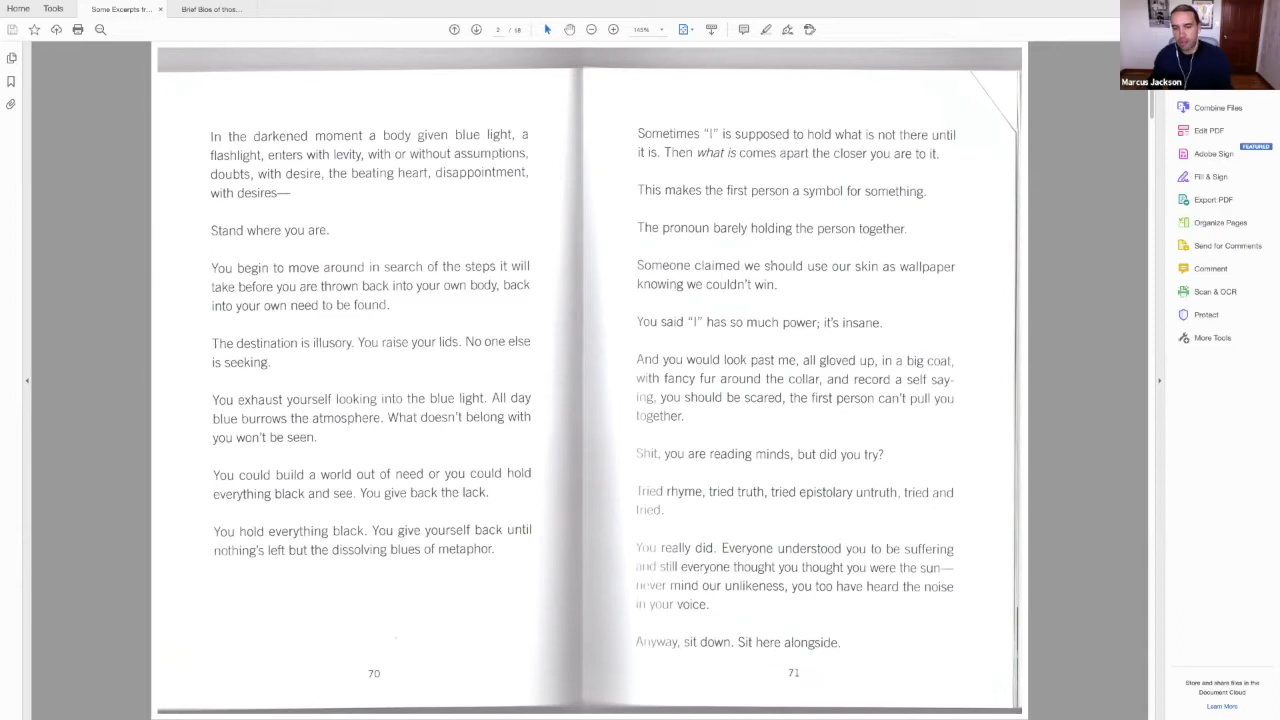 Home
Tools
Some Excerpts fr...
×
Brief Bios of thos...
2 / 18
145%
In the darkened moment a body given blue light, a
flashlight, enters with levity, with or without assumptions,
doubts, with desire, the beating heart, disappointment,
with desires—
Stand where you are.
You begin to move around in search of the steps it will
take before you are thrown back into your own body, back
into your own need to be found.
The destination is illusory. You raise your lids. No one else
is seeking.
You exhaust yourself looking into the blue light. All day
blue burrows the atmosphere. What doesn't belong with
you won't be seen.
You could build a world out of need or you could hold
everything black and see. You give back the lack.
You hold everything black. You give yourself back until
nothing's left but the dissolving blues of metaphor.
70
Sometimes "I" is supposed to hold what is not there until
it is. Then what is comes apart the closer you are to it.
This makes the first person a symbol for something.
The pronoun barely holding the person together.
Someone claimed we should use our skin as wallpaper
knowing we couldn't win.
You said "I" has so much power; it's insane.
And you would look past me, all gloved up, in a big coat,
with fancy fur around the collar, and record a self say-
ing, you should be scared, the first person can't pull you
together.
Shit, you are reading minds, but did you try?
Tried rhyme, tried truth, tried epistolary untruth, tried and
tried.
You really did. Everyone understood you to be suffering
and still everyone thought you thought you were the sun—
never mind our unlikeness, you too have heard the noise
in your voice.
Anyway, sit down. Sit here alongside.
71
Marcus Jackson
Combine Files
Edit PDF
Adobe Sign
FEATURED
Fill & Sign
Export PDF
Organize Pages
Send for Comments
Comment
Scan & OCR
Protect
More Tools
Store and share files in the
Document Cloud
Learn More